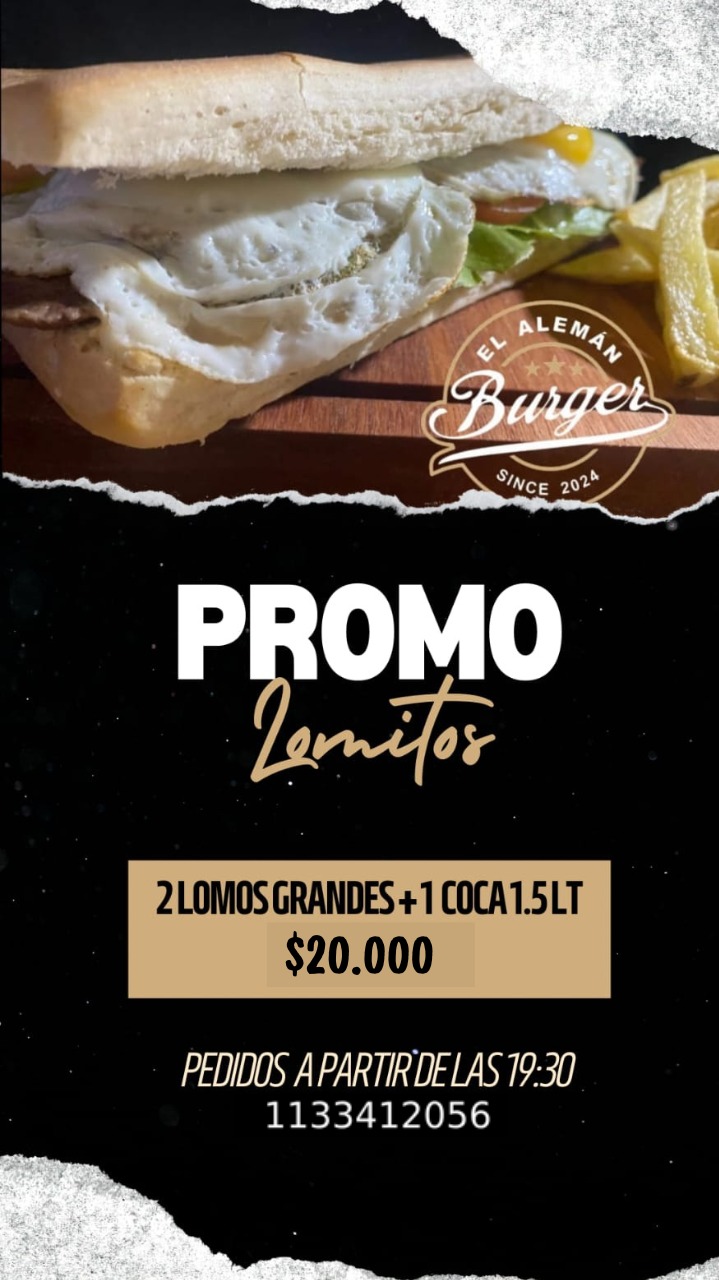 EL ALEMÁN
Burger
SINCE 2024
PROMO
Lomitos
2 LOMOS GRANDES + 1 COCA 1.5 LT
$20.000
PEDIDOS A PARTIR DE LAS 19:30
1133412056